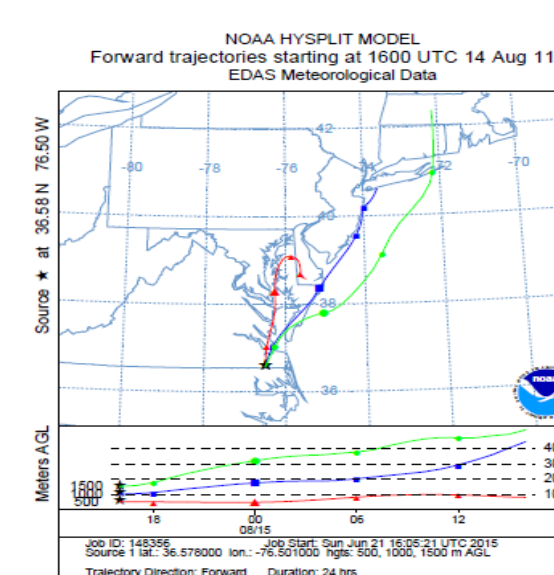 NOAA HYSPLIT MODEL
Forward trajectories starting at 1600 UTC 14 Aug 11
EDAS Meteorological Data
Source ★ at 36.58 N 76.50 W
42
-80 -78 -76 -74 -72 -70
40
38
36
noaa
Meters AGL
1500
1000
500
18 00 06 12
08/15
Job ID: 148356 Job Start: Sun Jun 21 16:05:21 UTC 2015
Source 1 lat.: 36.578000 lon.: -76.501000 hgts: 500, 1000, 1500 m AGL
Trajectory Direction: Forward Duration: 24 hrs